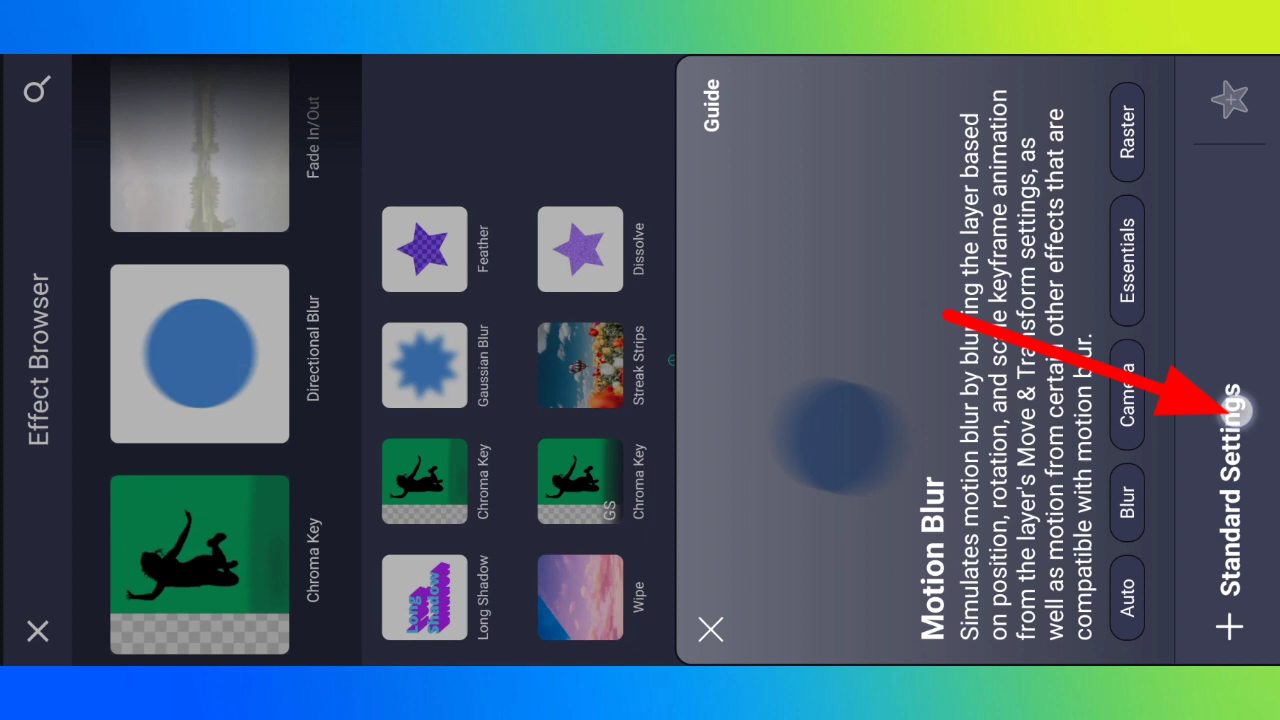 Effect Browser
Chroma Key
Directional Blur
Fade In/Out
Long
Shadow
Long Shadow
Chroma Key
Gaussian Blur
Feather
Wipe
GS
Chroma Key
Streak Strips
Dissolve
Guide
Motion Blur
Simulates motion blur by blurring the layer based
on position, rotation, and scale keyframe animation
from the layer's Move & Transform settings, as
well as motion from certain other effects that are
compatible with motion blur.
Auto
Blur
Camera
Essentials
Raster
Standard Settings